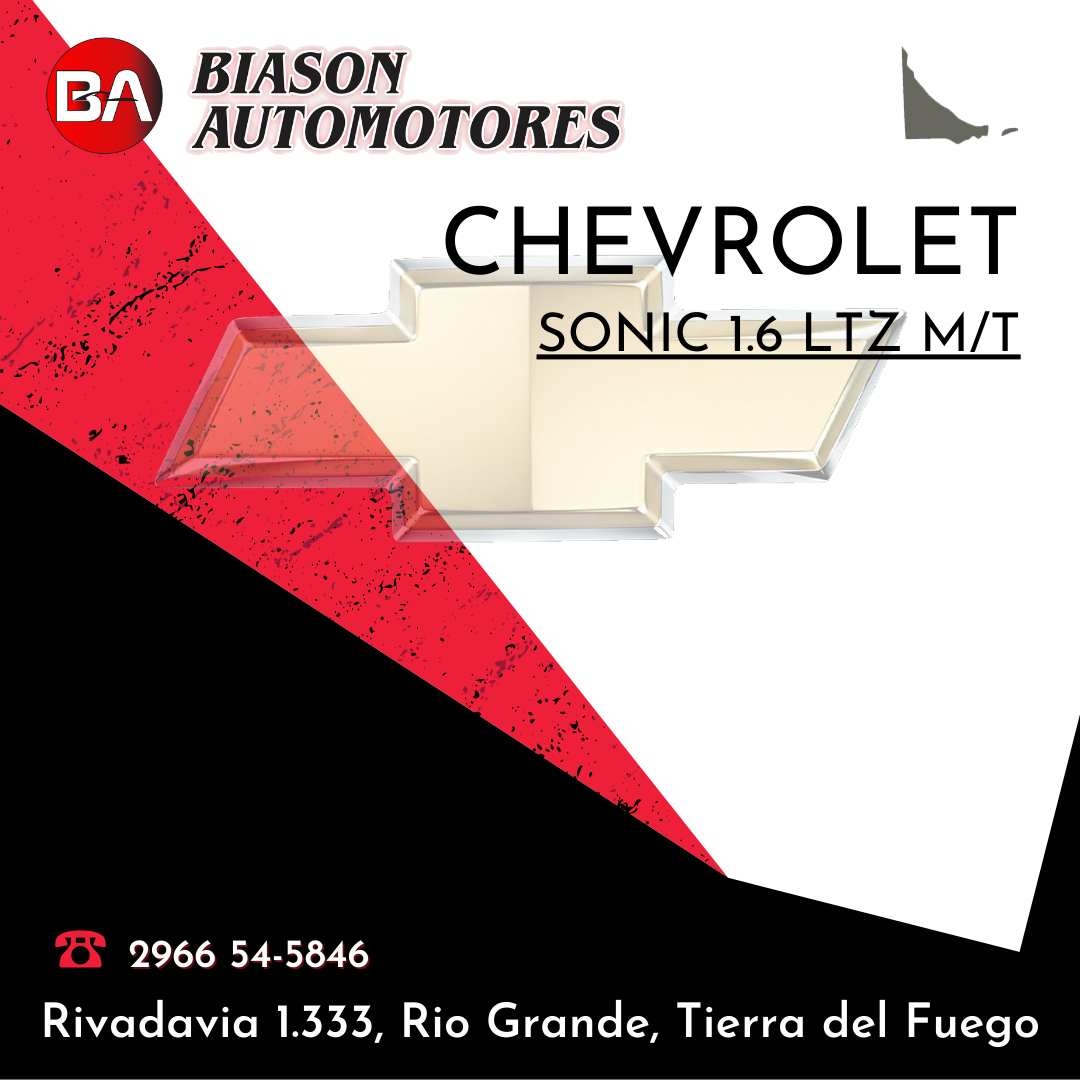 BA
BIASON
AUTOMOTORES
CHEVROLET
SONIC 1.6 LTZ M/T
2966 54-5846
Rivadavia 1.333, Rio Grande, Tierra del Fuego